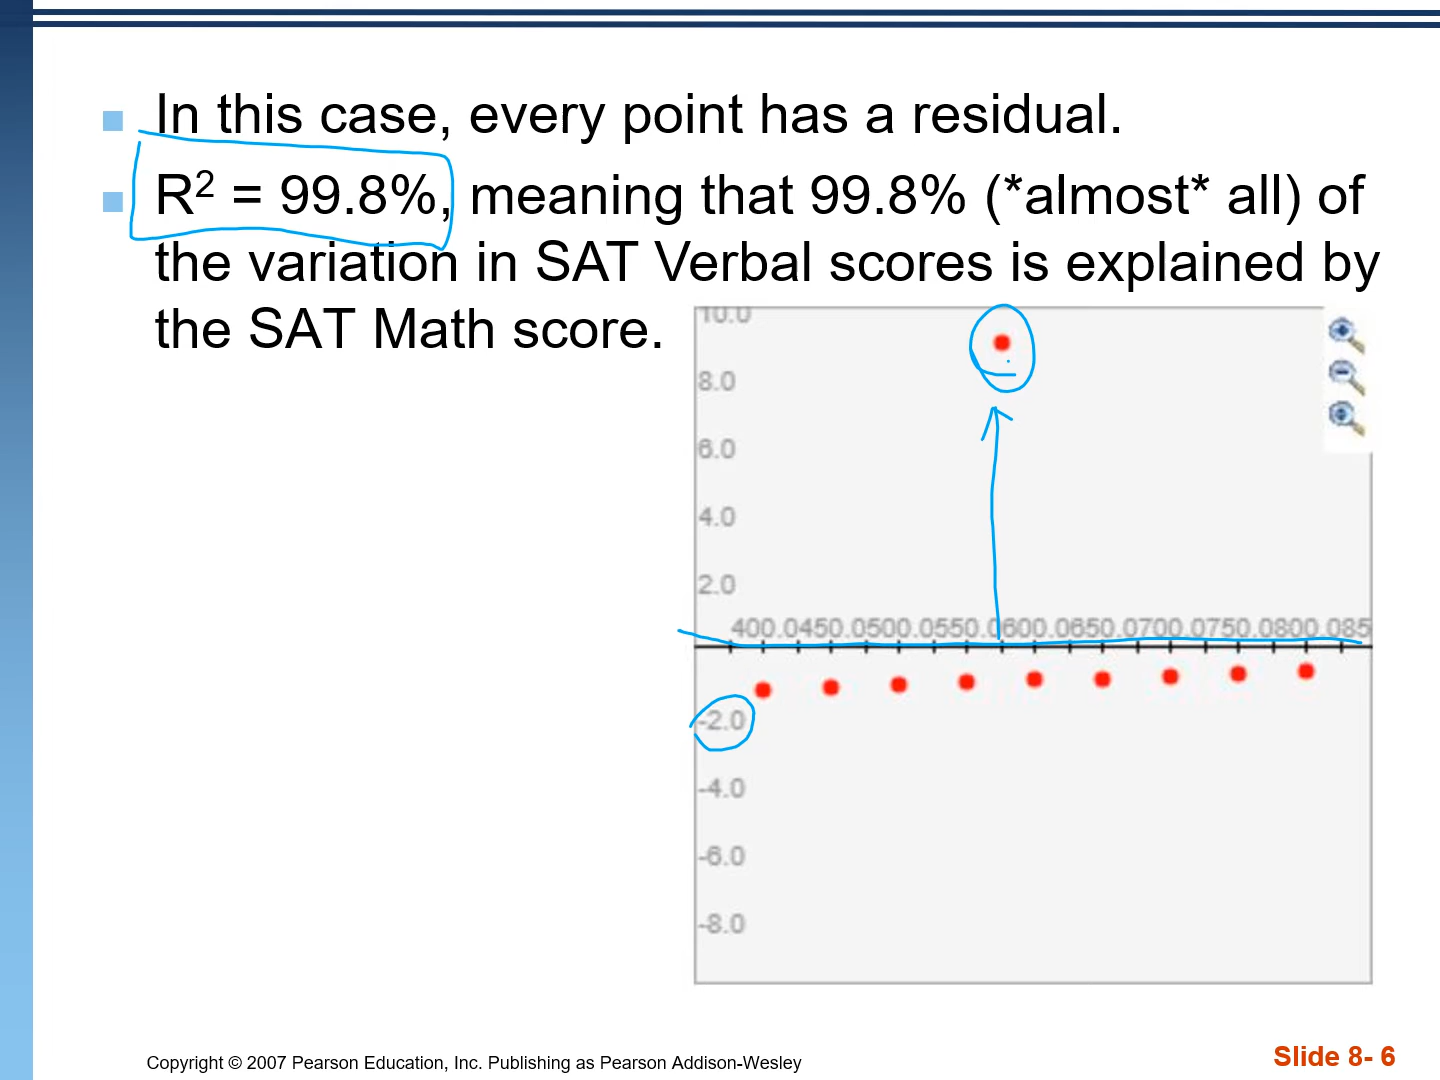 In this case, every point has a residual.
R² = 99.8%, meaning that 99.8% (*almost* all) of
the variation in SAT Verbal scores is explained by
the SAT Math score.
10.0
8.0
6.0
4.0
2.0
400.0450.0500.0550.0600.0650.0700.0750.0800.085
-2.0
-4.0
-6.0
-8.0
Copyright © 2007 Pearson Education, Inc. Publishing as Pearson Addison-Wesley
Slide 8- 6